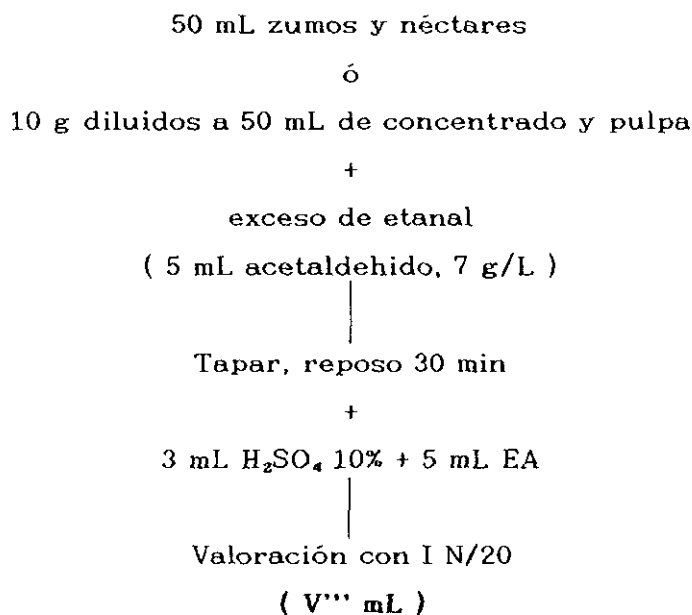 50 mL zumos y néctares
ó
10 g diluidos a 50 mL de concentrado y pulpa
+
exceso de etanal
( 5 mL acetaldehido, 7 g/L )
Tapar, reposo 30 min
+
3 mL H₂SO₄ 10% + 5 mL EA
Valoración con I N/20
( V''' mL )